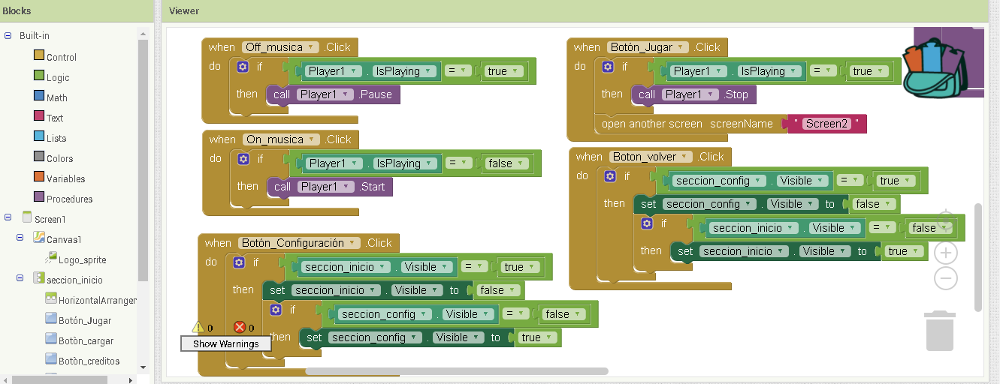 Blocks
Viewer
Built-in
Control
Logic
Math
Text
Lists
Colors
Variables
Procedures
Screen1
Canvas1
Logo_sprite
seccion_inicio
HorizontalArranger
Botón_Jugar
Botòn_cargar
Botòn_creditos
when Off_musica .Click
do if Player1 . IsPlaying = true
then call Player1 .Pause
when On_musica .Click
do if Player1 . IsPlaying = false
then call Player1 .Start
when Botón_Configuración .Click
do if seccion_inicio . Visible = true
then set seccion_inicio . Visible to false
if seccion_config . Visible = false
then set seccion_config . Visible to true
0 0
Show Warnings
when Botón_Jugar .Click
do if Player1 . IsPlaying = true
then call Player1 .Stop
open another screen screenName " Screen2 "
when Boton_volver .Click
do if seccion_config . Visible = true
then set seccion_config . Visible to false
if seccion_inicio . Visible = false
then set seccion_inicio . Visible to true